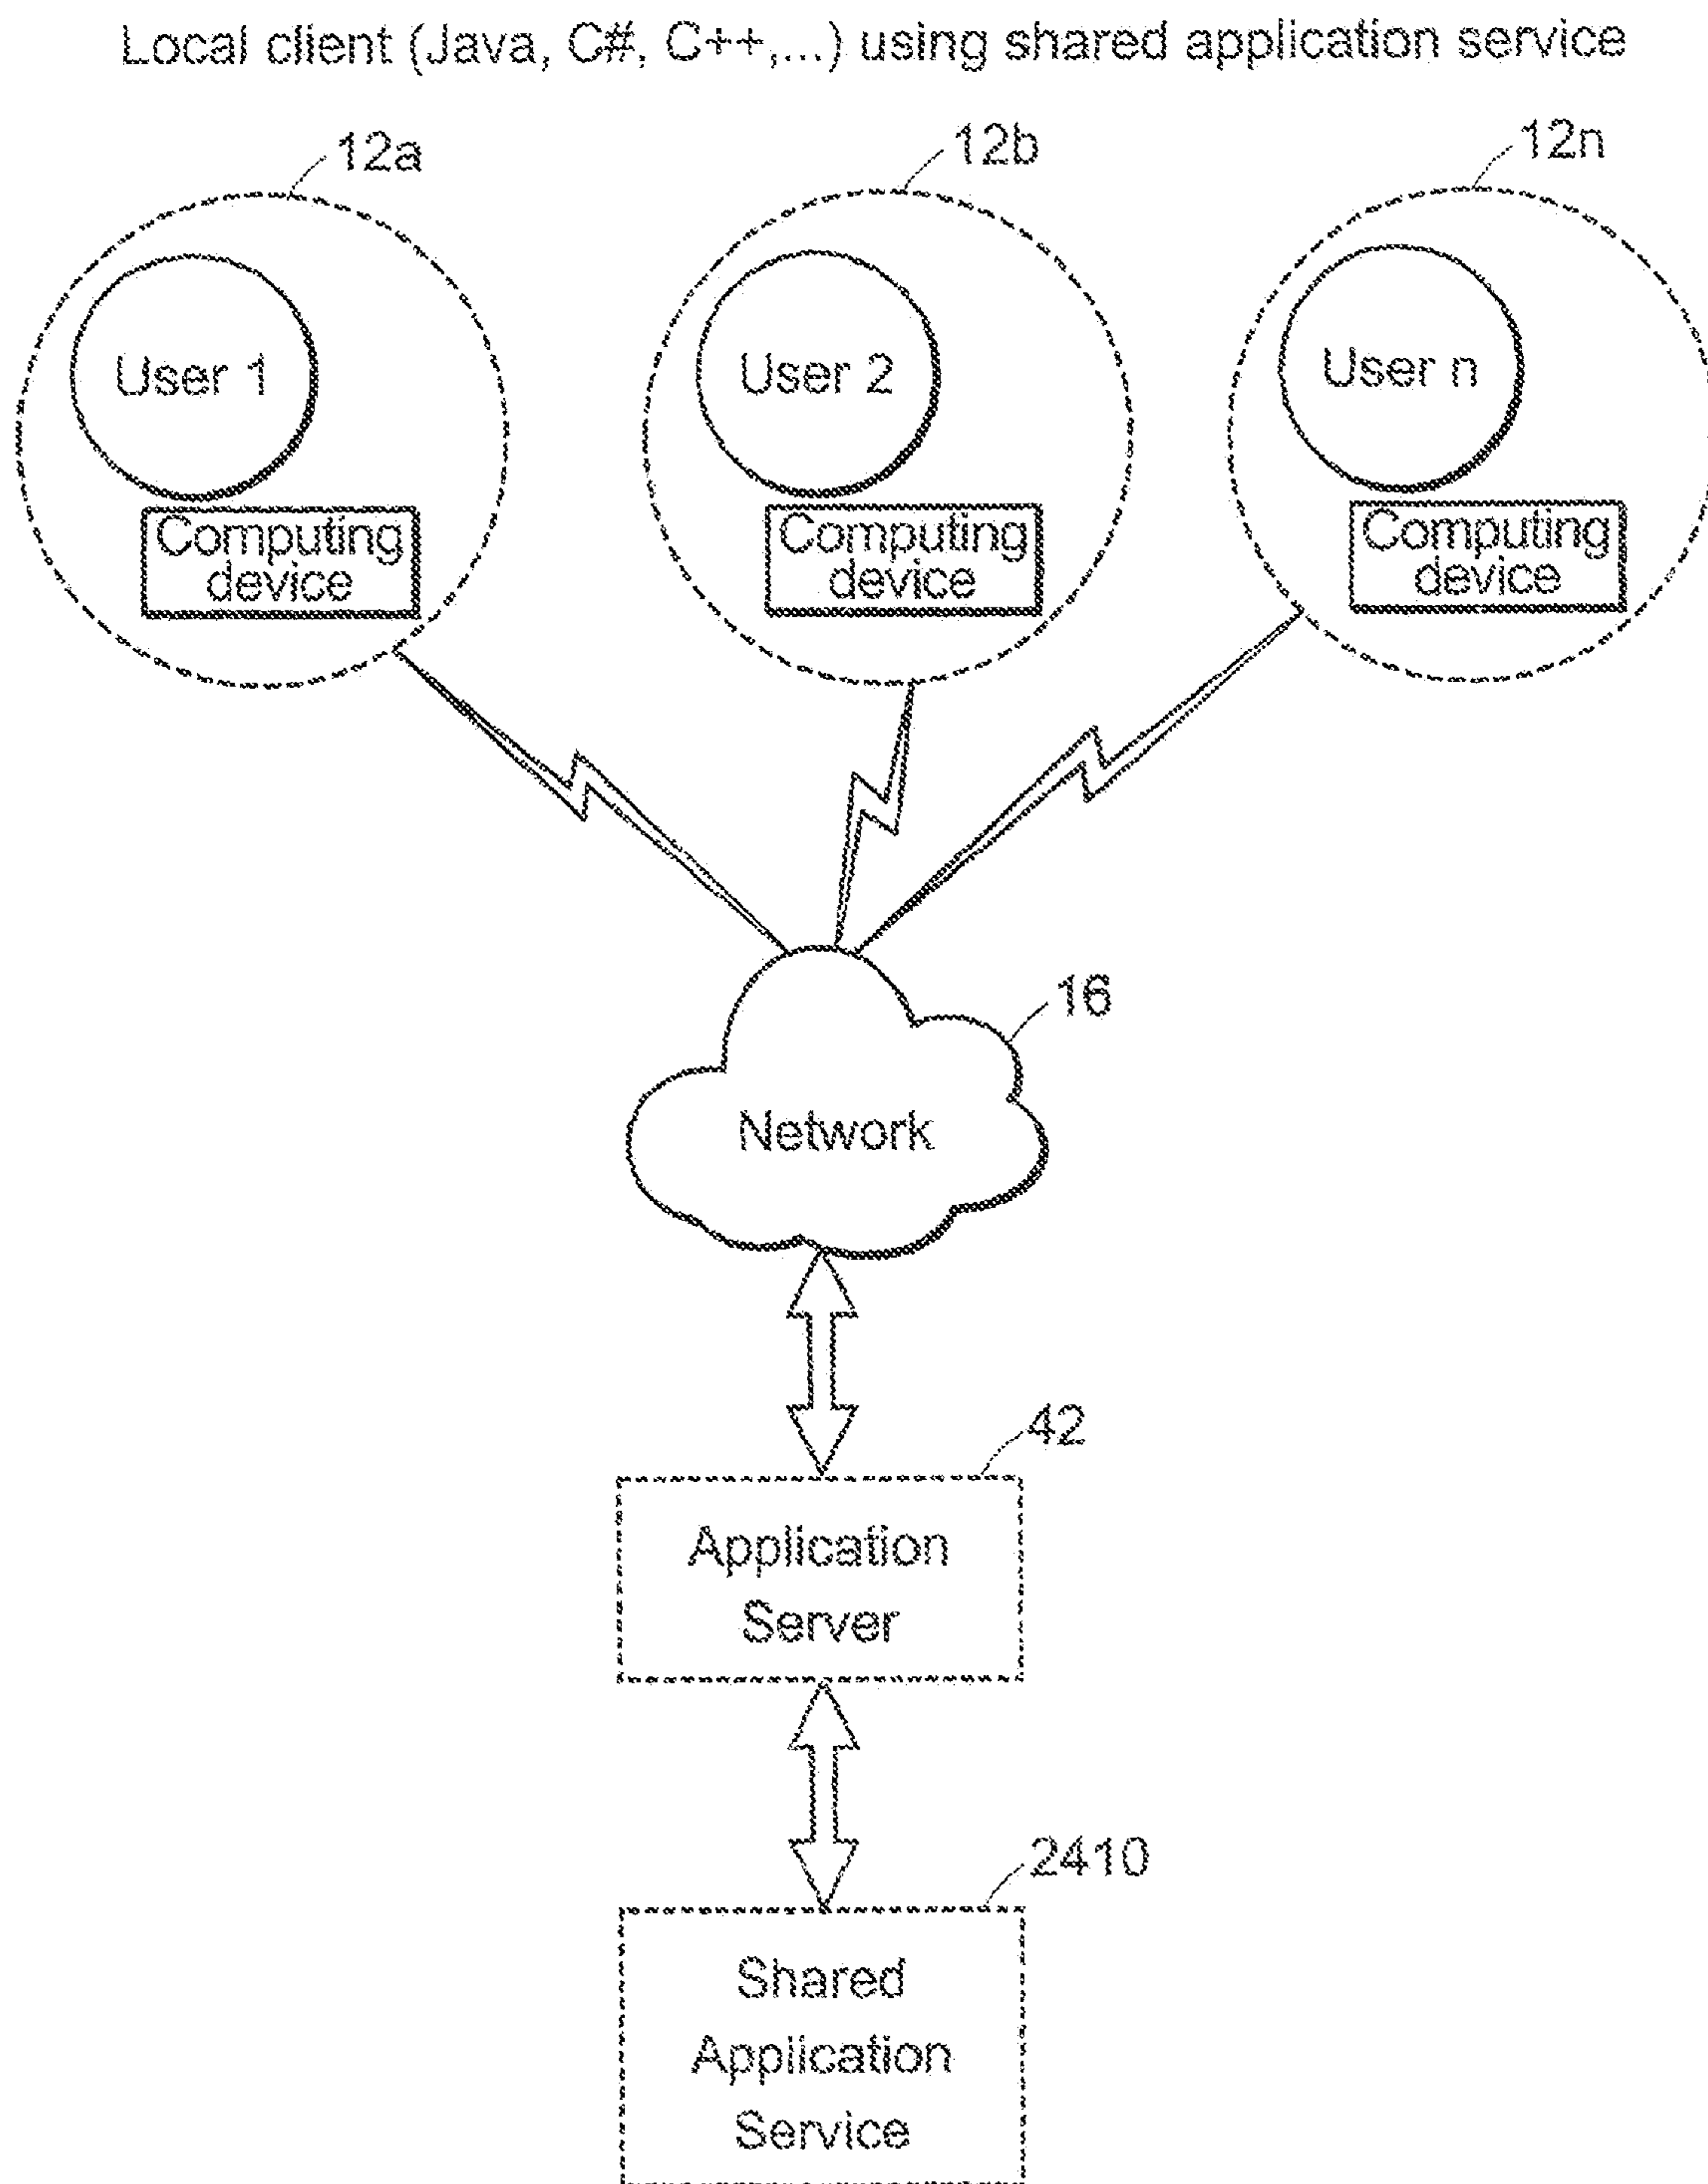 Local client (Java, C#, C++,...) using shared application service
12a
12b
12n
User 1
User 2
User n
Computing
device
Computing
device
Computing
device
16
Network
42
Application
Server
2410
Shared
Application
Service